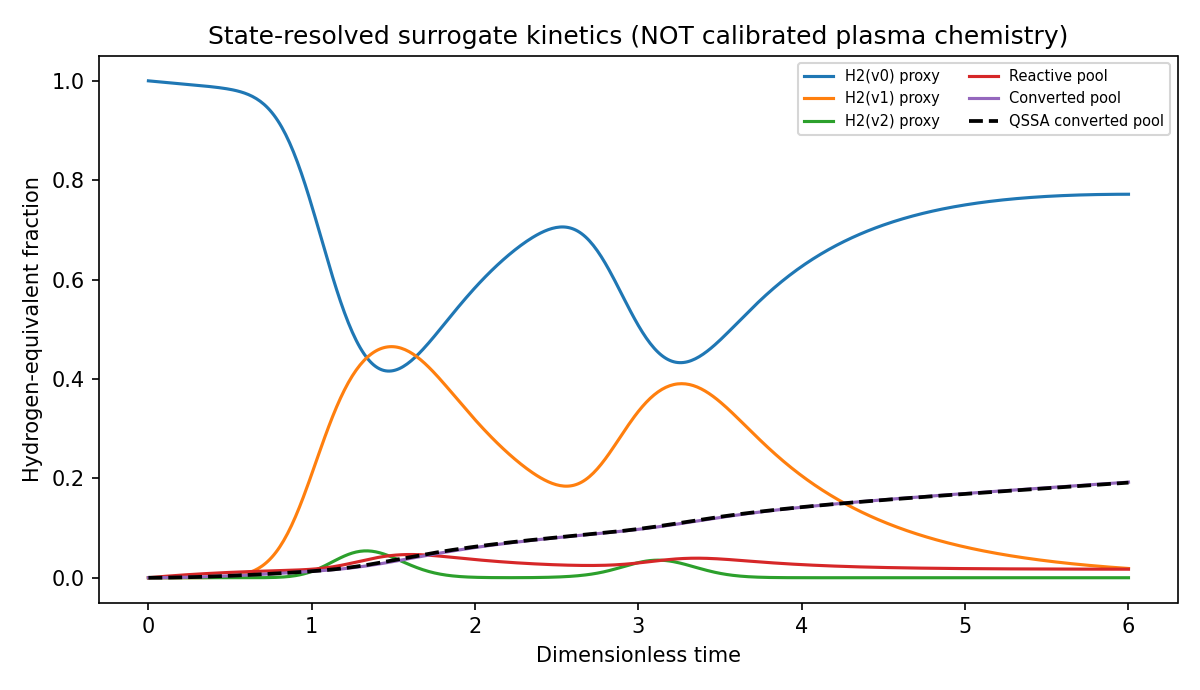 State-resolved surrogate kinetics (NOT calibrated plasma chemistry)
H2(v0) proxy
H2(v1) proxy
H2(v2) proxy
Reactive pool
Converted pool
QSSA converted pool
Hydrogen-equivalent fraction
1.0
0.8
0.6
0.4
0.2
0.0
0 1 2 3 4 5 6
Dimensionless time